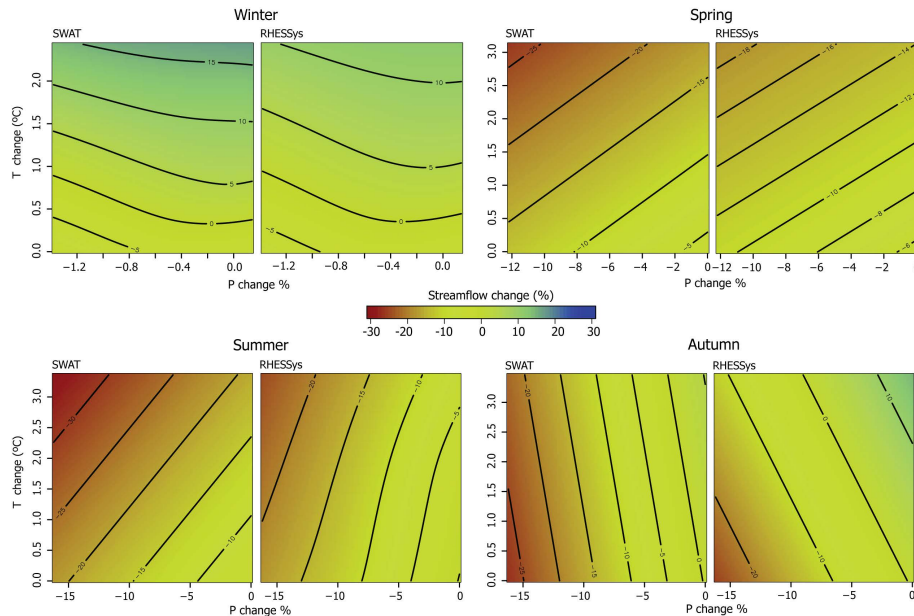 Winter
Spring
SWAT
RHESSys
SWAT
RHESSys
15
10
5
0
−5
10
5
0
−5
−25
−20
−15
−10
−5
−18
−16
−14
−12
−10
−8
−6
T change (ºC)
0.0 0.5 1.0 1.5 2.0
0.0 0.5 1.0 1.5 2.0 2.5 3.0
−1.2 −0.8 −0.4 0.0
−1.2 −0.8 −0.4 0.0
P change %
−12 −10 −8 −6 −4 −2 0
−12 −10 −8 −6 −4 −2 0
P change %
Streamflow change (%)
-30 -20 -10 0 10 20 30
Summer
Autumn
SWAT
RHESSys
SWAT
RHESSys
−30
−25
−20
−15
−10
−20
−15
−10
−5
−20
−25
−15
−10
−5
0
−10
0
10
−20
T change (ºC)
0.0 0.5 1.0 1.5 2.0 2.5 3.0
0.0 0.5 1.0 1.5 2.0 2.5 3.0
−15 −10 −5 0
−15 −10 −5 0
P change %
−15 −10 −5 0
−15 −10 −5 0
P change %